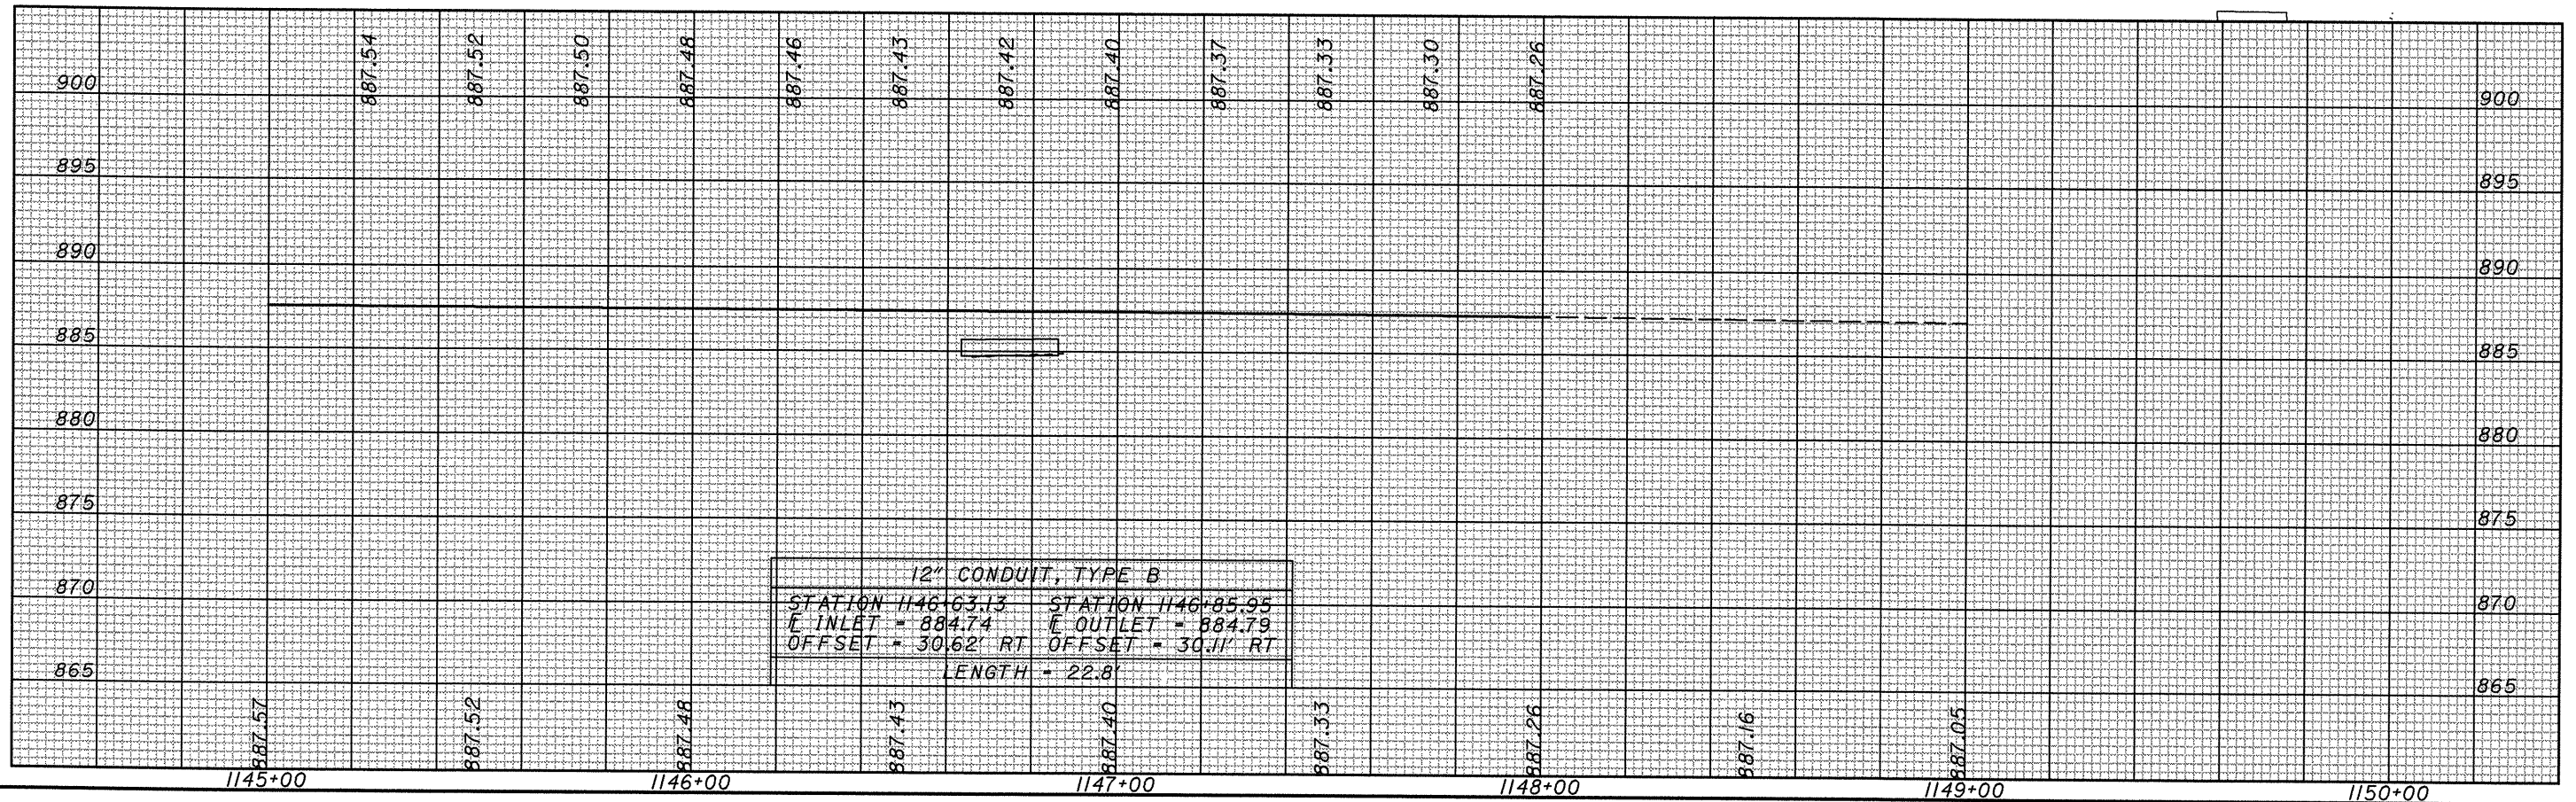 887.54 887.52 887.50 887.48 887.46 887.43 887.42 887.40 887.37 887.33 887.30 887.26
900 900
895 895
890 890
885 885
880 880
875 875
12" CONDUIT, TYPE B
870 870
STATION 1146+63.13 STATION 1146+85.95
℄ INLET = 884.74 ℄ OUTLET = 884.79
OFFSET = 30.62' RT OFFSET = 30.11' RT
LENGTH = 22.8'
865 865
887.57 887.52 887.48 887.43 887.40 887.33 887.26 887.16 887.05
1145+00 1146+00 1147+00 1148+00 1149+00 1150+00